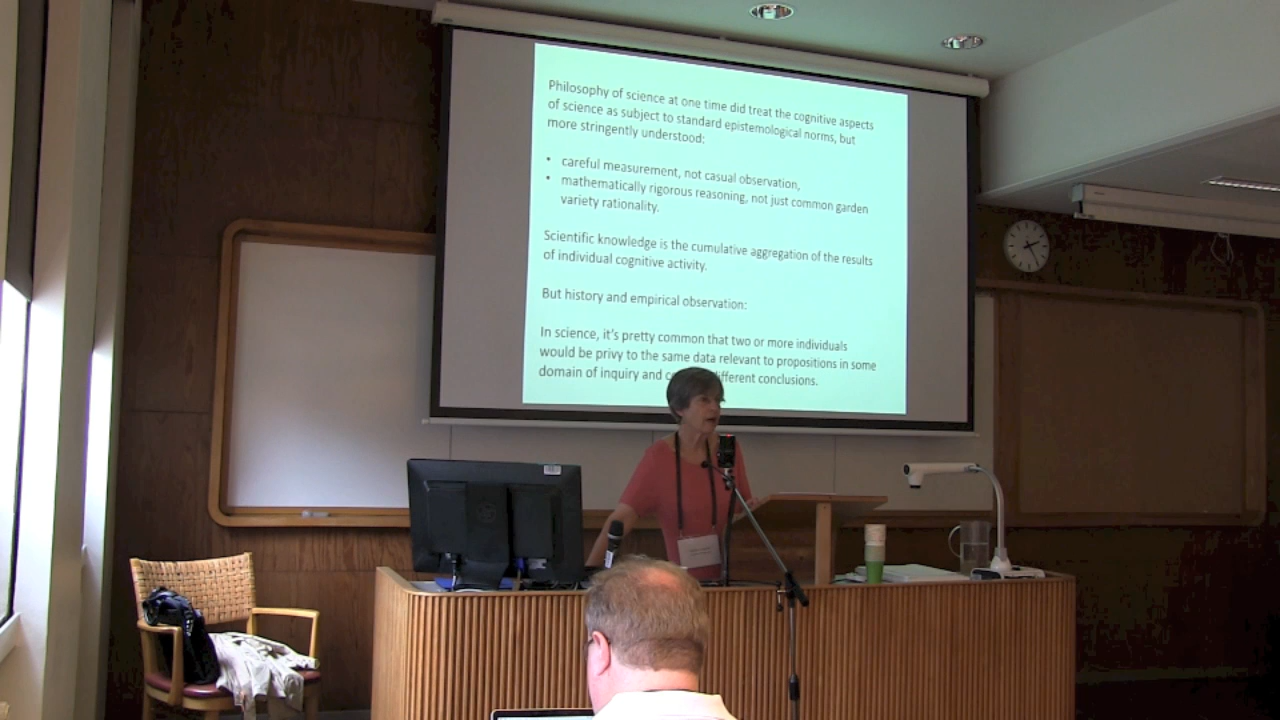 Philosophy of science at one time did treat the cognitive aspects
of science as subject to standard epistemological norms, but
more stringently understood:
• careful measurement, not casual observation,
• mathematically rigorous reasoning, not just common garden
variety rationality.
Scientific knowledge is the cumulative aggregation of the results
of individual cognitive activity.
But history and empirical observation:
In science, it's pretty common that two or more individuals
would be privy to the same data relevant to propositions in some
domain of inquiry and different conclusions.